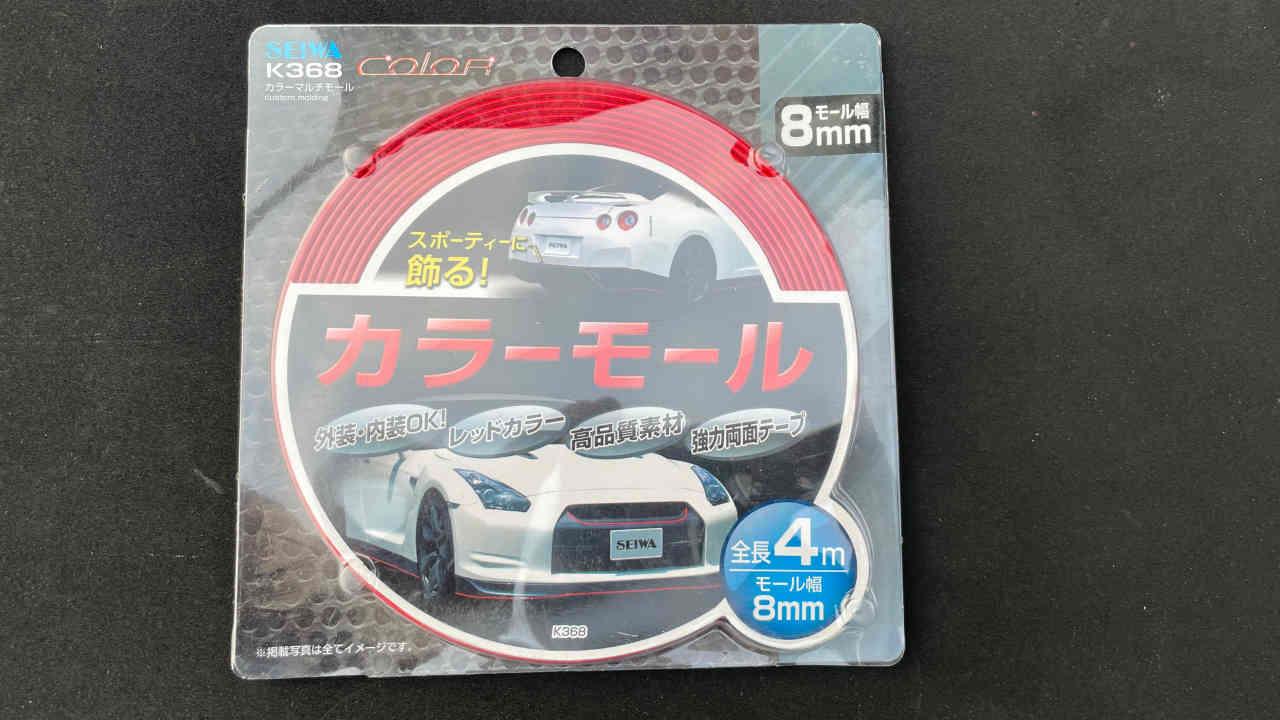 SEIWA
K368 COLOR
カラーマルチモール
Custom molding
モール幅
8mm
SEIWA
スポーティーに
飾る!
カラーモール
外装・内装OK!
レッドカラー
高品質素材
強力両面テープ
SEIWA
全長4m
モール幅
8mm
K368
※掲載写真は全てイメージです。